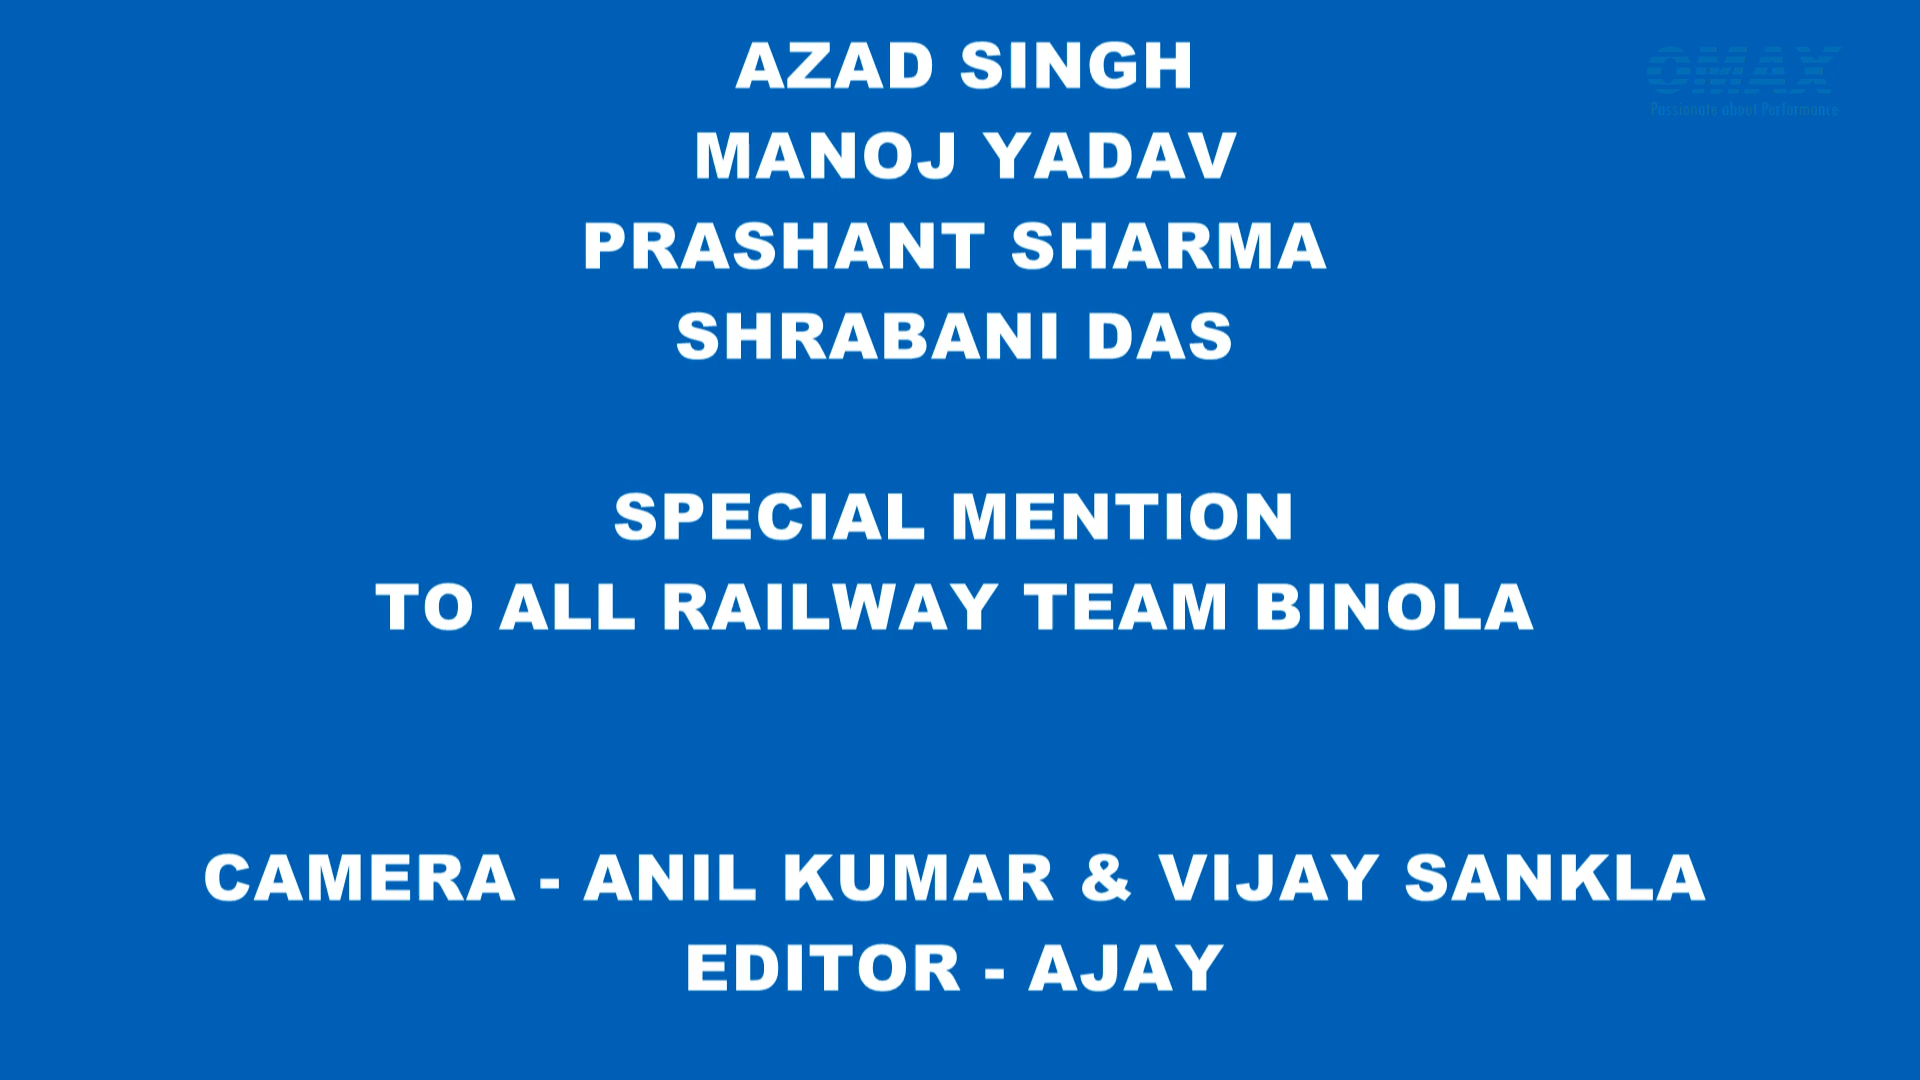 AZAD SINGH
OMAX
Passionate about Performance
MANOJ YADAV
PRASHANT SHARMA
SHRABANI DAS
SPECIAL MENTION
TO ALL RAILWAY TEAM BINOLA
CAMERA - ANIL KUMAR & VIJAY SANKLA
EDITOR - AJAY